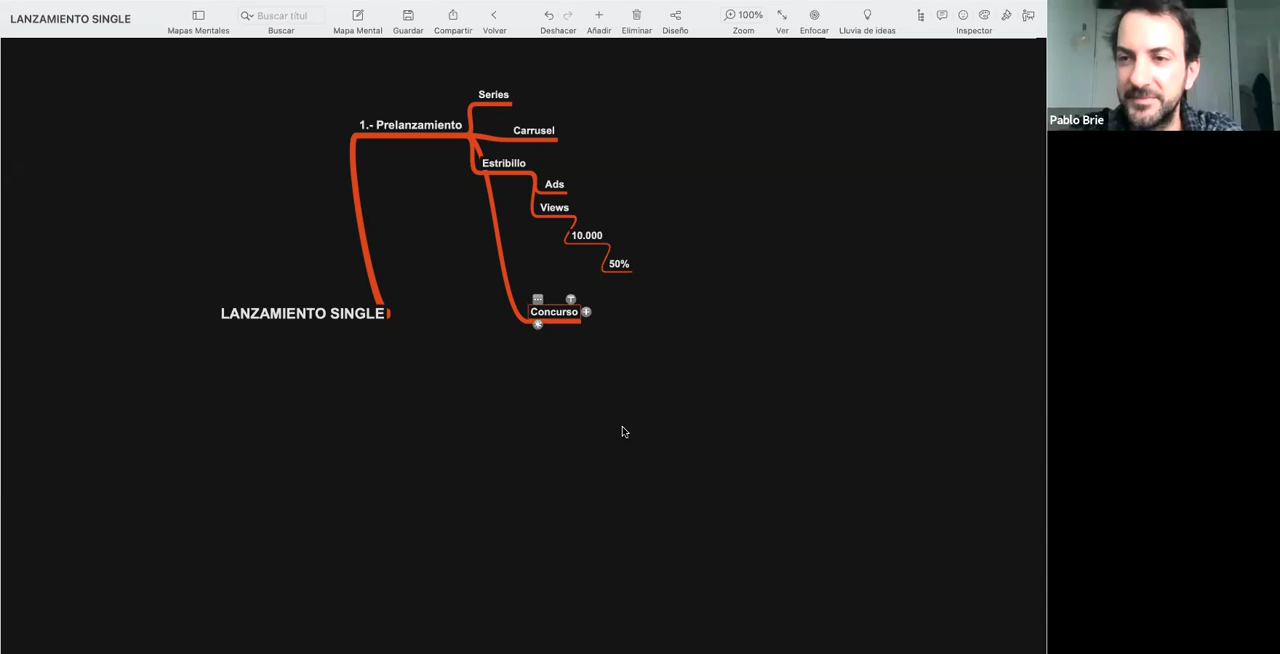 LANZAMIENTO SINGLE
Mapas Mentales
Buscar títul
Buscar
Mapa Mental
Guardar
Compartir
Volver
Deshacer
Añadir
Eliminar
Diseño
100%
Zoom
Ver
Enfocar
Lluvia de ideas
Inspector
Pablo Brie
Series
1.- Prelanzamiento
Carrusel
Estribillo
Ads
Views
10.000
50%
LANZAMIENTO SINGLE
Concurso